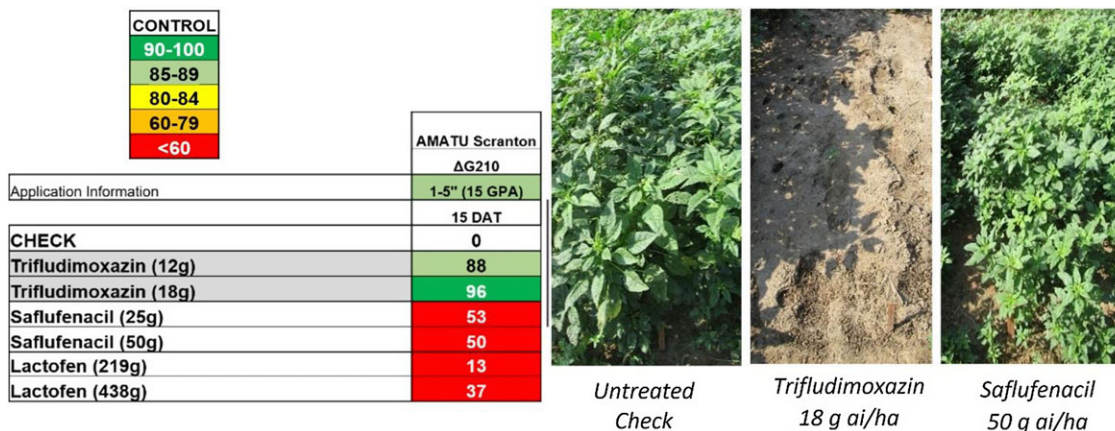 CONTROL
90-100
85-89
80-84
60-79
<60
AMATU Scranton
ΔG210
Application Information 1-5" (15 GPA)
15 DAT
CHECK 0
Trifludimoxazin (12g) 88
Trifludimoxazin (18g) 96
Saflufenacil (25g) 53
Saflufenacil (50g) 50
Lactofen (219g) 13
Lactofen (438g) 37
Untreated
Check
Trifludimoxazin
18 g ai/ha
Saflufenacil
50 g ai/ha